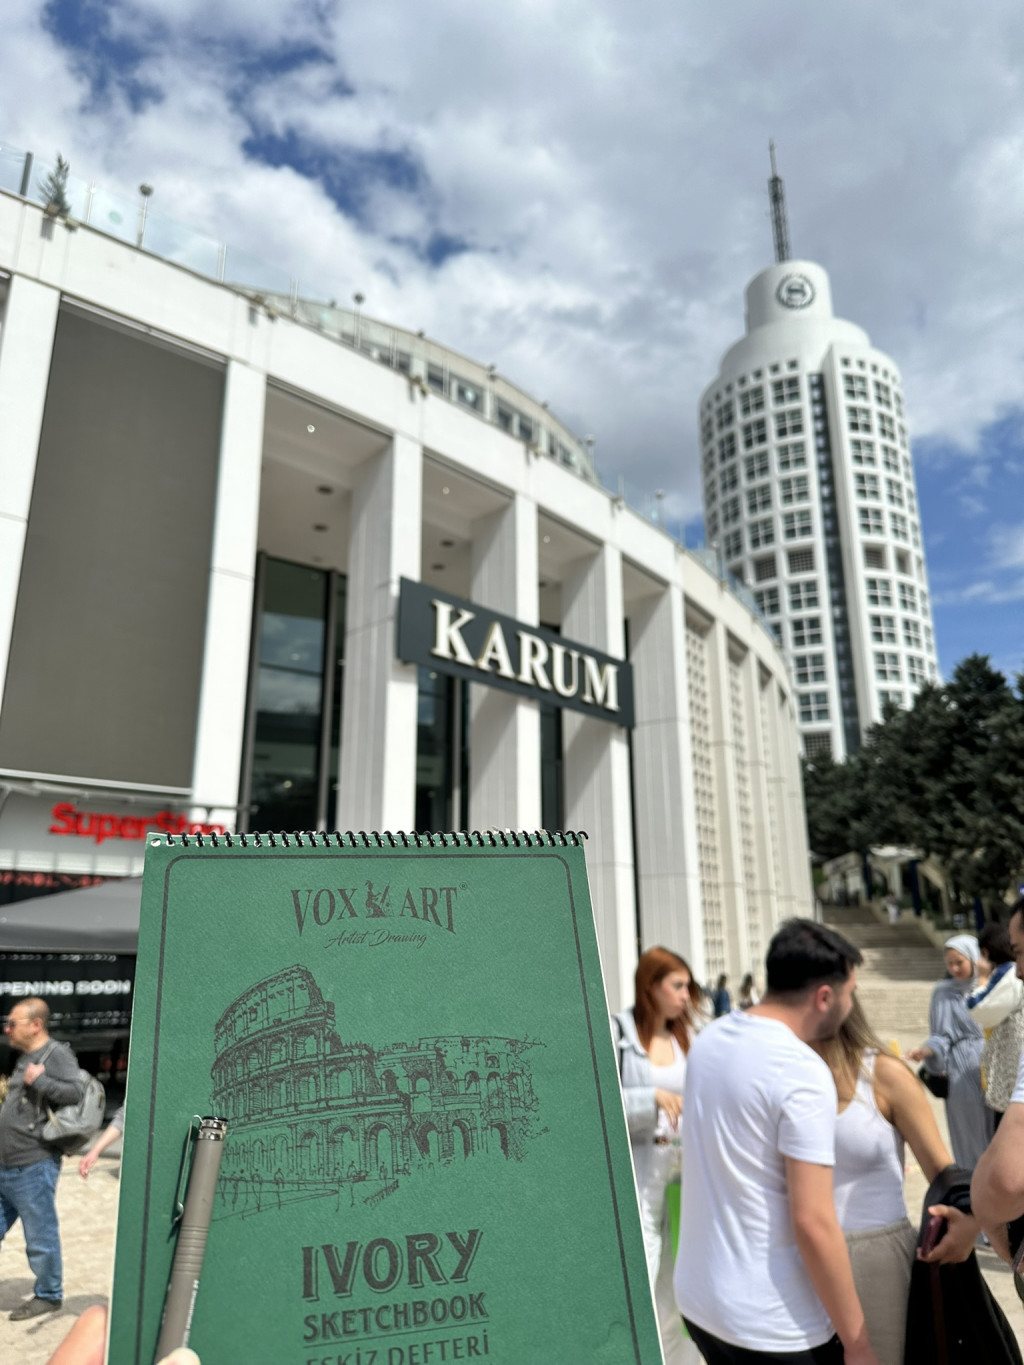 KARUM
SuperStep
OPENING SOON
VOX ART®
Artist Drawing
IVORY
SKETCHBOOK
ESKİZ DEFTERİ